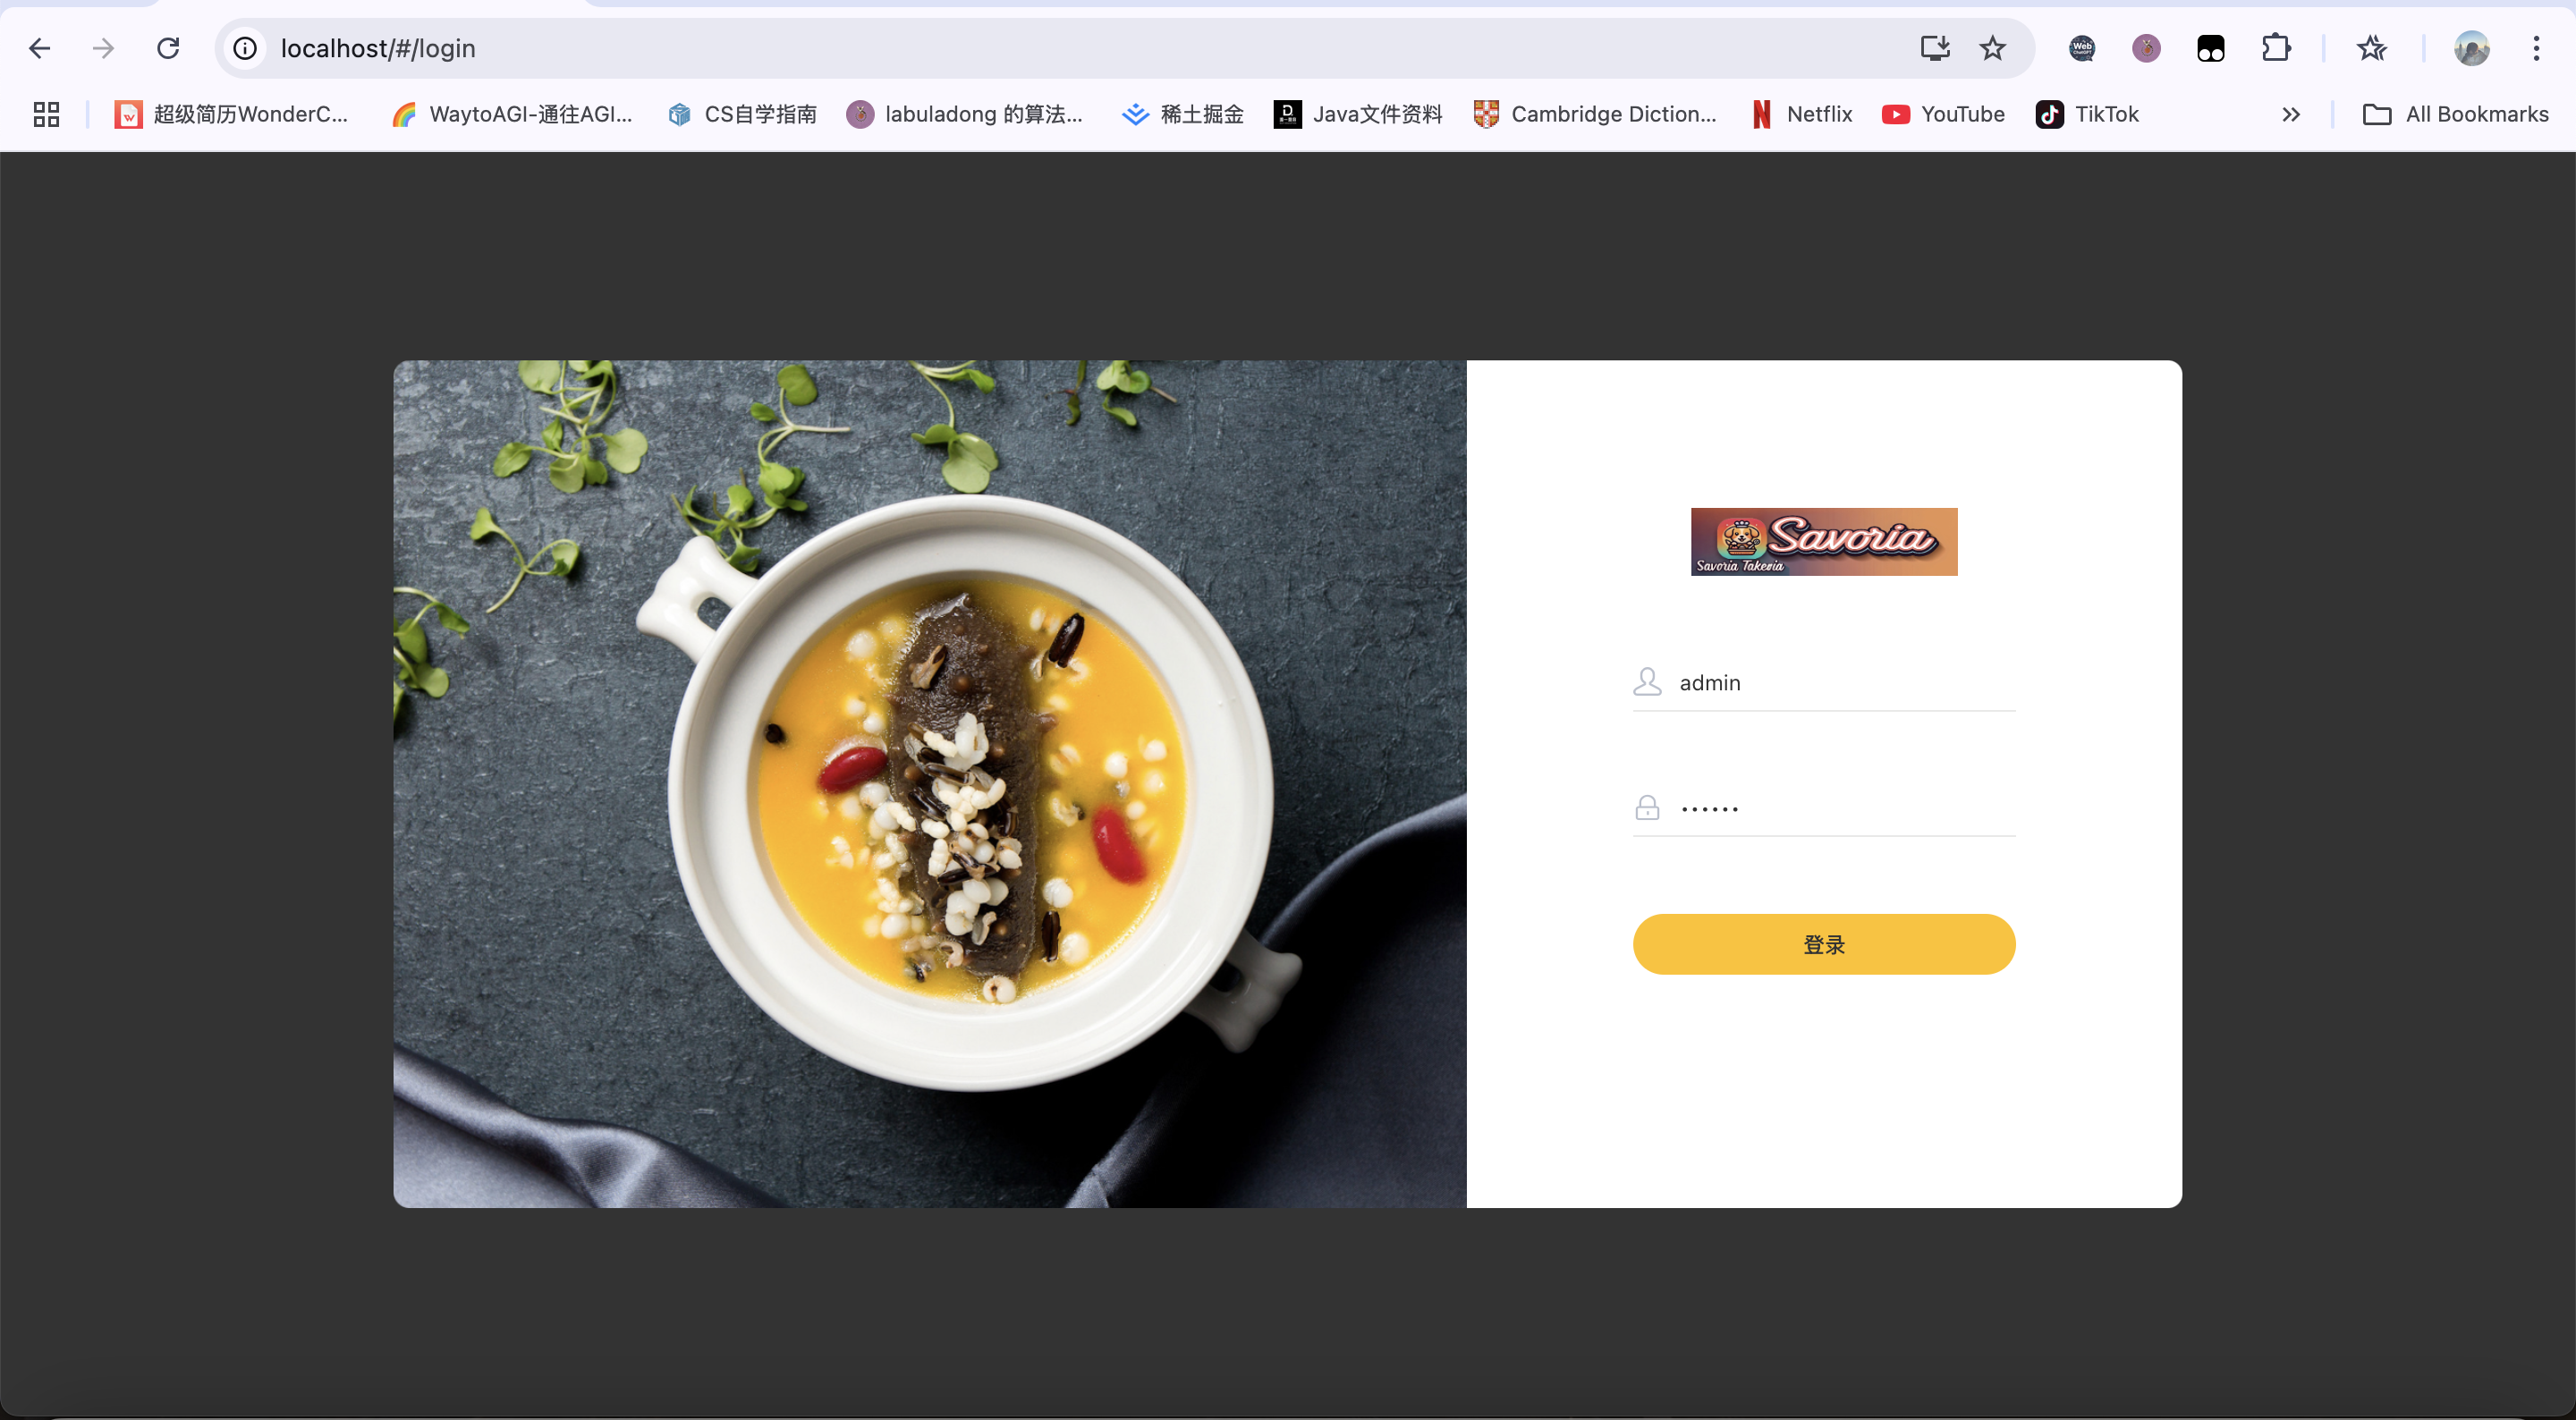 localhost/#/login
Web
ChatGPT
超级简历WonderC...
WaytoAGI-通往AGI...
CS自学指南
labuladong 的算法...
稀土掘金
Java文件资料
Cambridge Diction...
Netflix
YouTube
TikTok
All Bookmarks
Savoria
Savoria Takeria
admin
登录